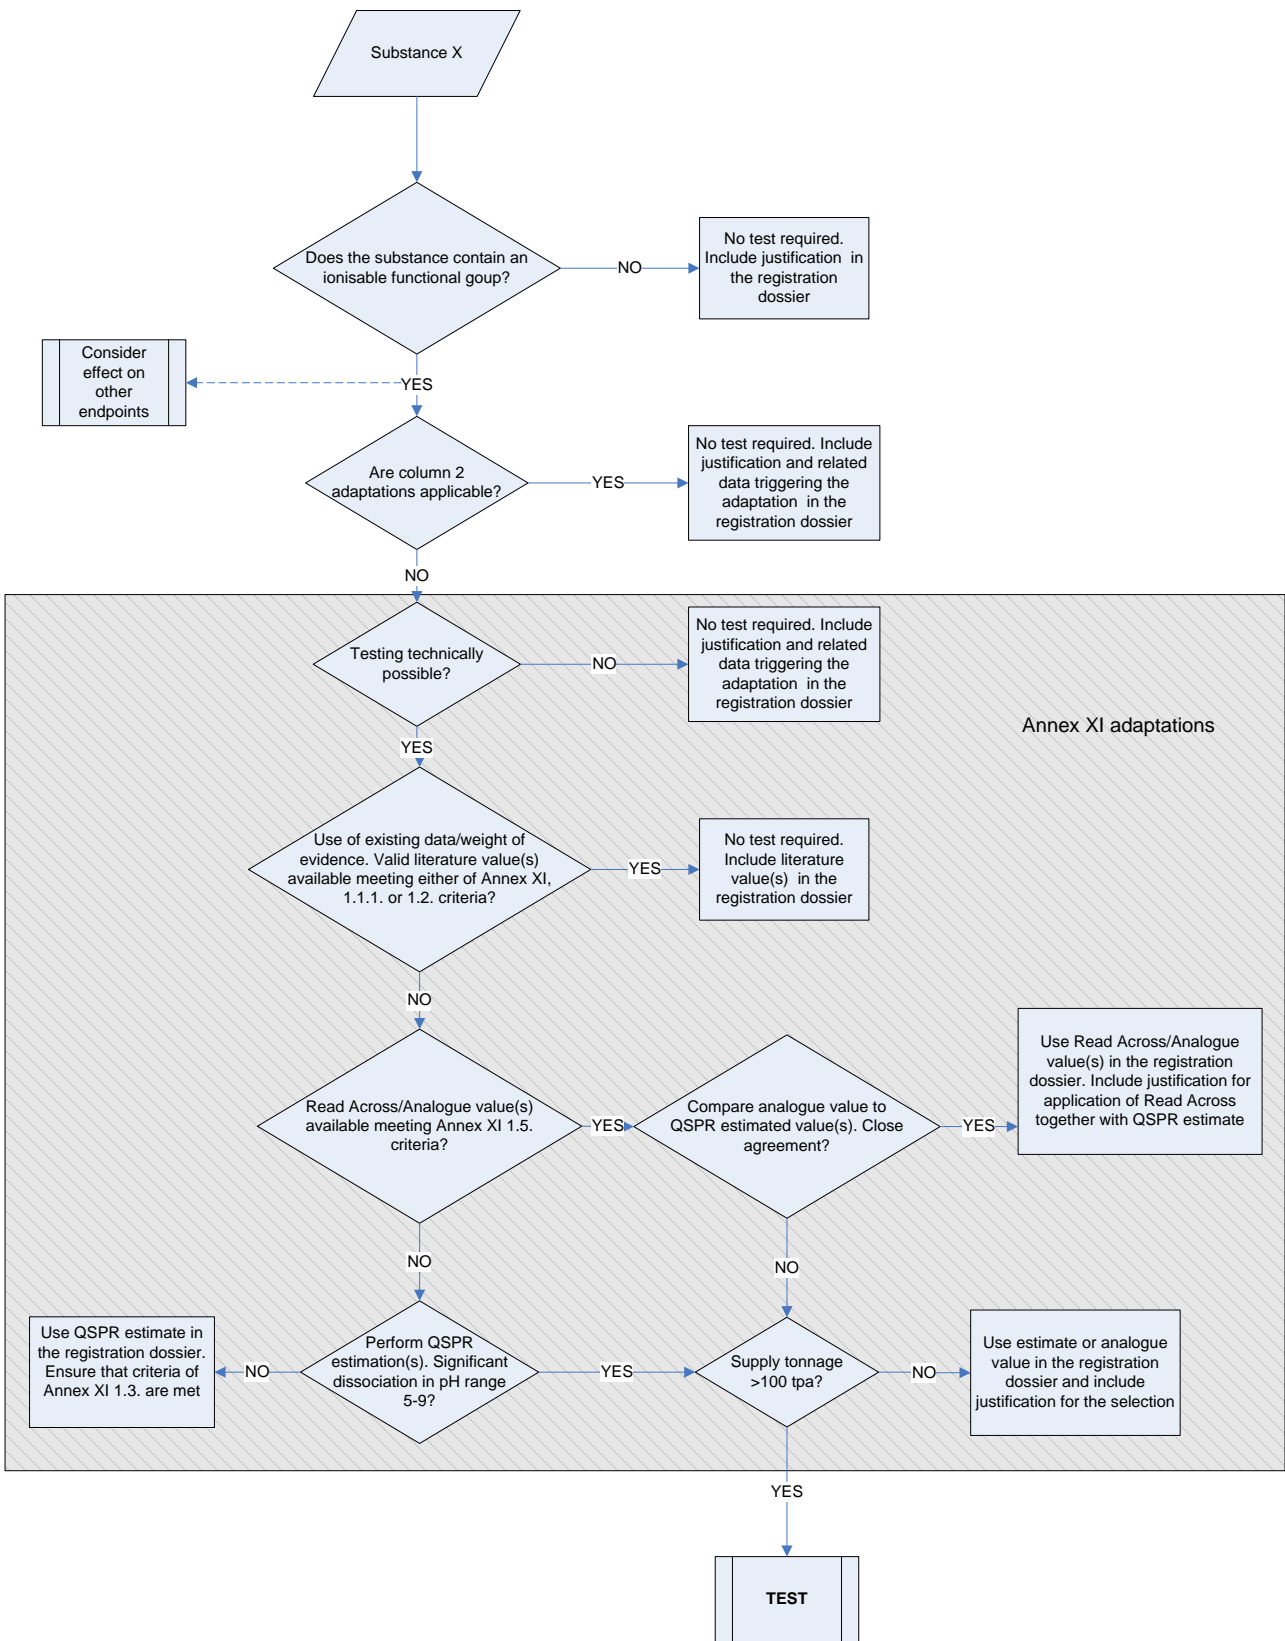 Substance X
Does the substance contain an
ionisable functional goup?
NO
No test required.
Include justification  in
the registration
dossier
Consider
effect on
other
endpoints
YES
Are column 2
adaptations applicable?
YES
No test required. Include
justification and related
data triggering the
adaptation  in the
registration dossier
NO
Testing technically
possible?
NO
No test required. Include
justification and related
data triggering the
adaptation  in the
registration dossier
Annex XI adaptations
YES
Use of existing data/weight of
evidence. Valid literature value(s)
available meeting either of Annex XI,
1.1.1. or 1.2. criteria?
YES
No test required.
Include literature
value(s)  in the
registration dossier
NO
Read Across/Analogue value(s)
available meeting Annex XI 1.5.
criteria?
YES
Compare analogue value to
QSPR estimated value(s). Close
agreement?
YES
Use Read Across/Analogue
value(s) in the registration
dossier. Include justification for
application of Read Across
together with QSPR estimate
NO
NO
Use QSPR estimate in
the registration dossier.
Ensure that criteria of
Annex XI 1.3. are met
NO
Perform QSPR
estimation(s). Significant
dissociation in pH range
5-9?
YES
Supply tonnage
>100 tpa?
NO
Use estimate or analogue
value in the registration
dossier and include
justification for the selection
YES
TEST